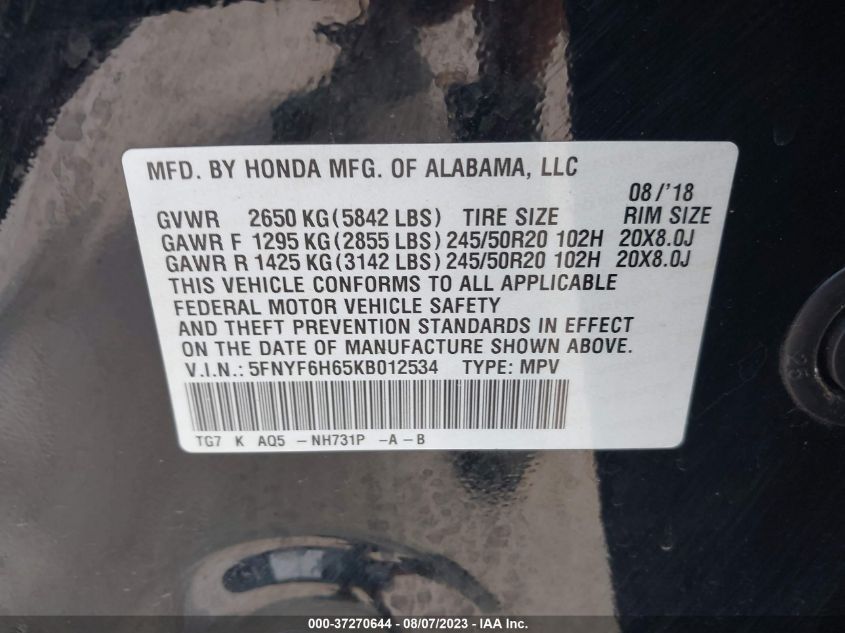 MFD. BY HONDA MFG. OF ALABAMA, LLC
08/'18
GVWR 2650 KG(5842 LBS) TIRE SIZE RIM SIZE
GAWR F 1295 KG(2855 LBS) 245/50R20 102H 20X8.0J
GAWR R 1425 KG(3142 LBS) 245/50R20 102H 20X8.0J
THIS VEHICLE CONFORMS TO ALL APPLICABLE
FEDERAL MOTOR VEHICLE SAFETY
AND THEFT PREVENTION STANDARDS IN EFFECT
ON THE DATE OF MANUFACTURE SHOWN ABOVE.
V.I.N.: 5FNYF6H65KB012534 TYPE: MPV
TG7 K AQ5 -NH731P -A-B
25
000-37270644 - 08/07/2023 - IAA Inc.